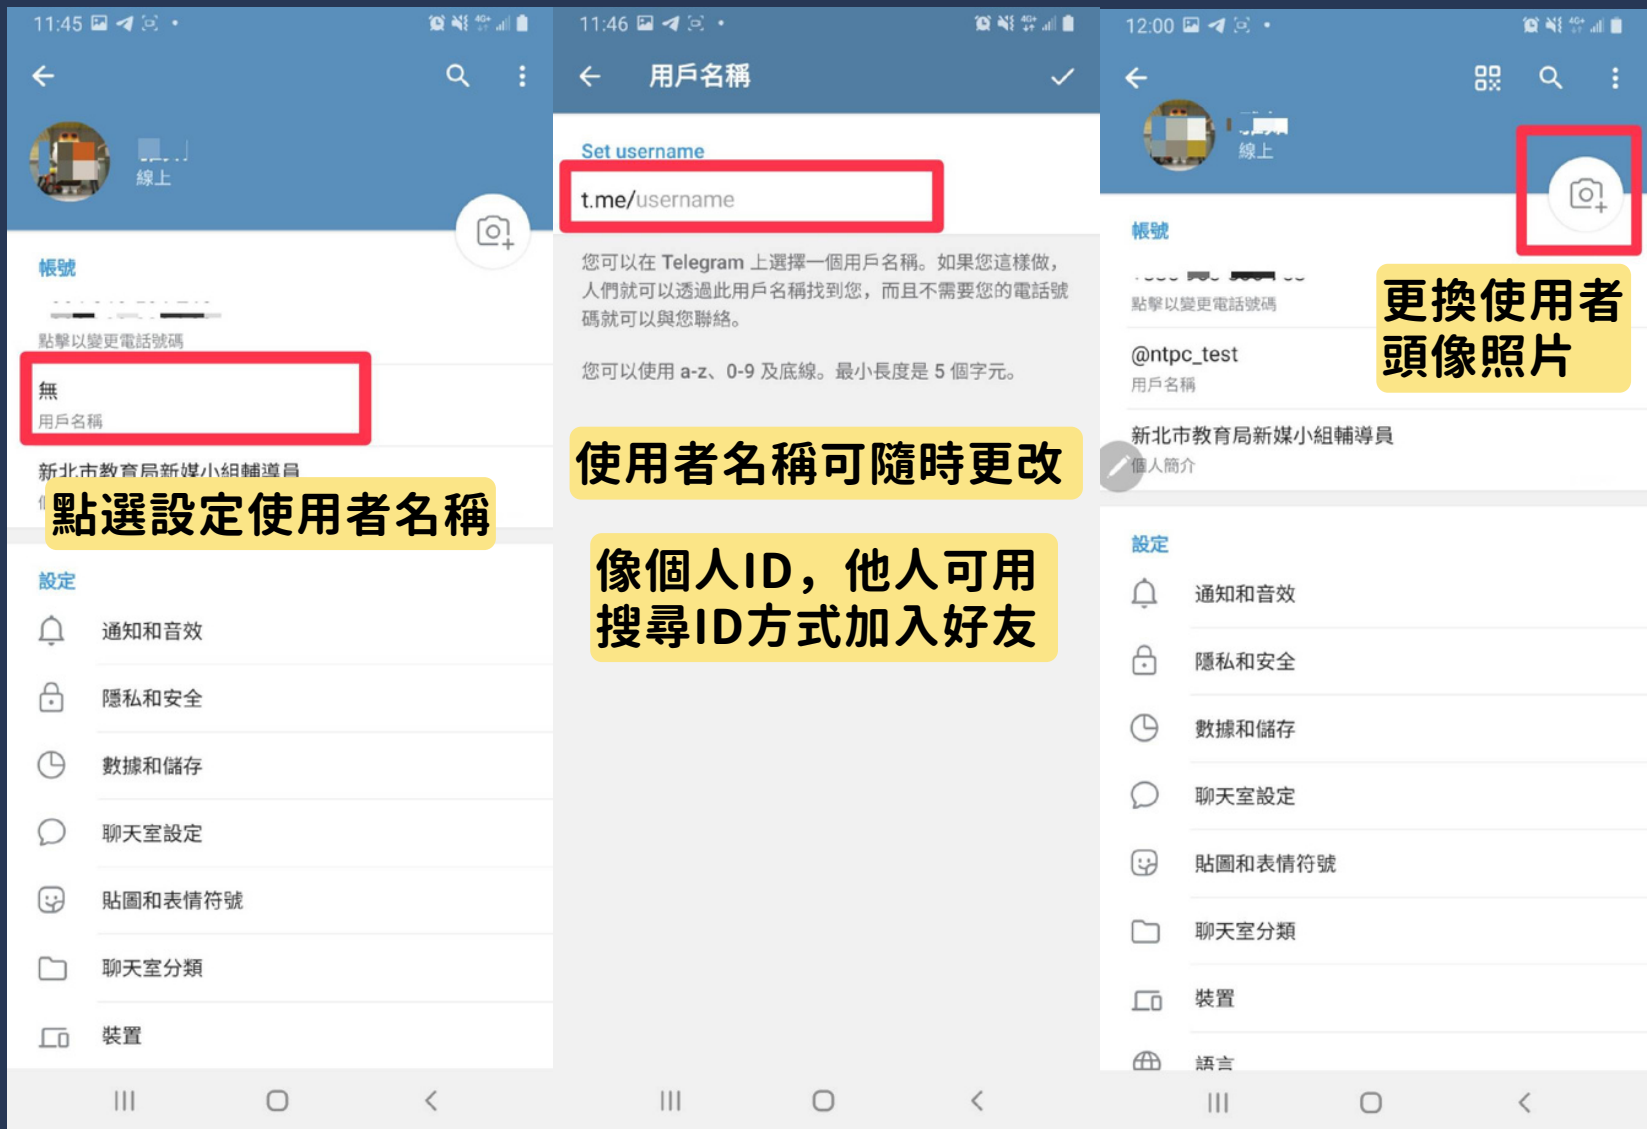 11:45
線上
帳號
點擊以變更電話號碼
無
用戶名稱
新北市教育局新媒小組輔導員
點選設定使用者名稱
設定
通知和音效
隱私和安全
數據和儲存
聊天室設定
貼圖和表情符號
聊天室分類
裝置
11:46
用戶名稱
Set username
t.me/username
您可以在 Telegram 上選擇一個用戶名稱。如果您這樣做，
人們就可以透過此用戶名稱找到您，而且不需要您的電話號
碼就可以與您聯絡。
您可以使用 a-z、0-9 及底線。最小長度是 5 個字元。
使用者名稱可隨時更改
像個人ID，他人可用
搜尋ID方式加入好友
12:00
線上
帳號
點擊以變更電話號碼
更換使用者
頭像照片
@ntpc_test
用戶名稱
新北市教育局新媒小組輔導員
個人簡介
設定
通知和音效
隱私和安全
數據和儲存
聊天室設定
貼圖和表情符號
聊天室分類
裝置
語言